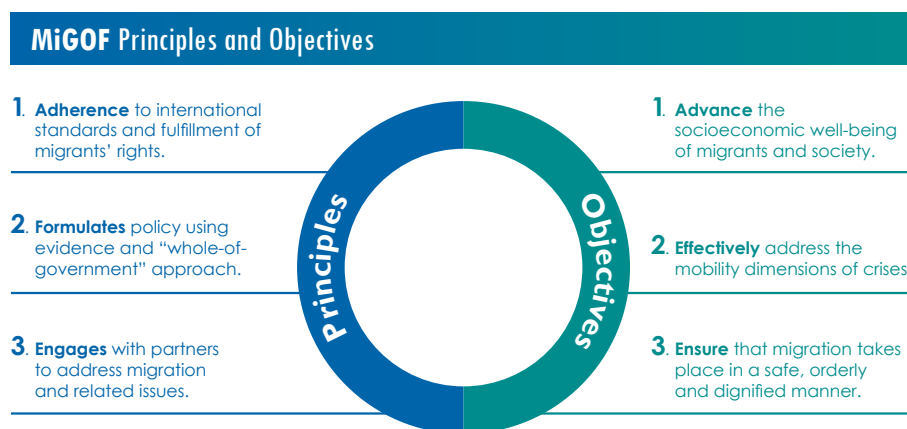 MiGOF Principles and Objectives
1. Adherence to international
standards and fulfillment of
migrants' rights.
2. Formulates policy using
evidence and “whole-of-
government” approach.
3. Engages with partners
to address migration
and related issues.
Principles
Objectives
1. Advance the
socioeconomic well-being
of migrants and society.
2. Effectively address the
mobility dimensions of crises
3. Ensure that migration takes
place in a safe, orderly
and dignified manner.